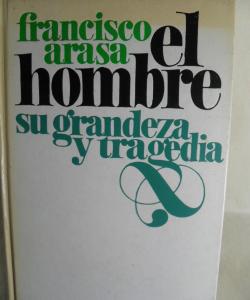 francisco
arasa
el
hombre
su grandeza
y tragedia